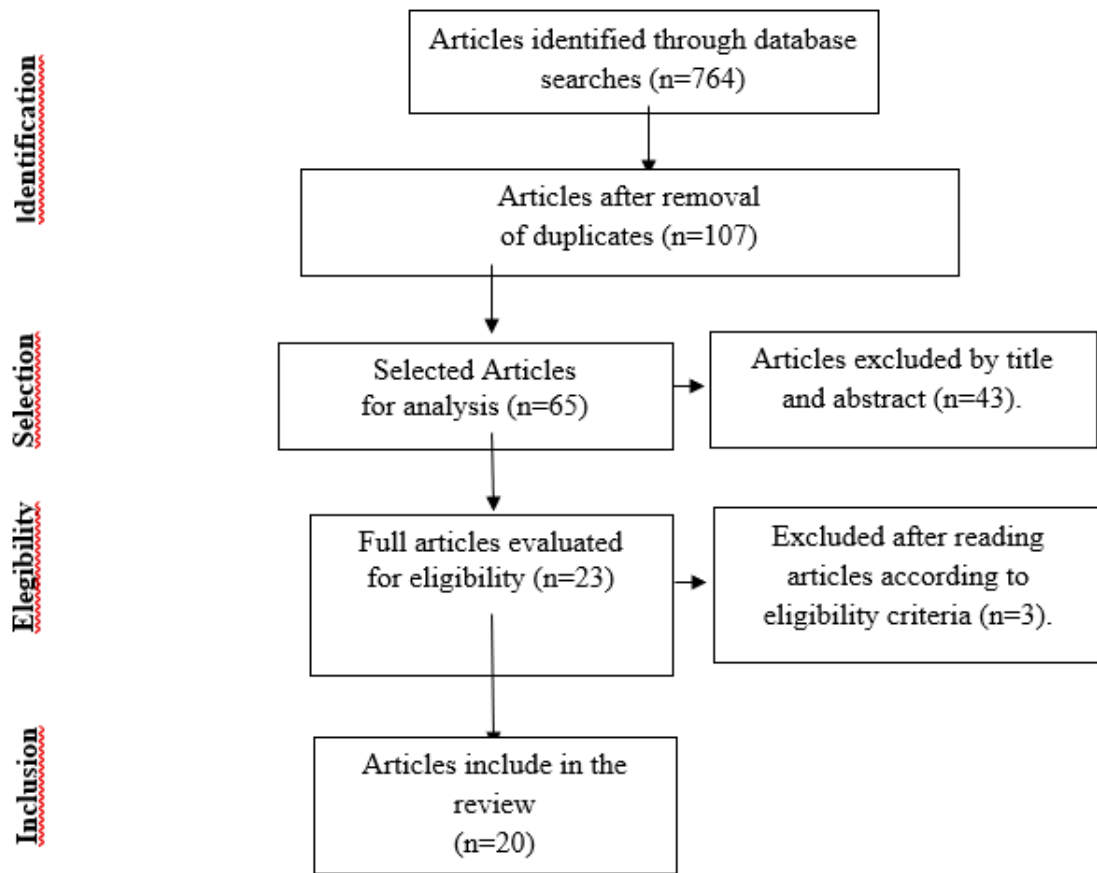 Identification
Articles identified through database
searches (n=764)
Articles after removal
of duplicates (n=107)
Selection
Selected Articles
for analysis (n=65)
Articles excluded by title
and abstract (n=43).
Elegibility
Full articles evaluated
for eligibility (n=23)
Excluded after reading
articles according to
eligibility criteria (n=3).
Inclusion
Articles include in the
review
(n=20)